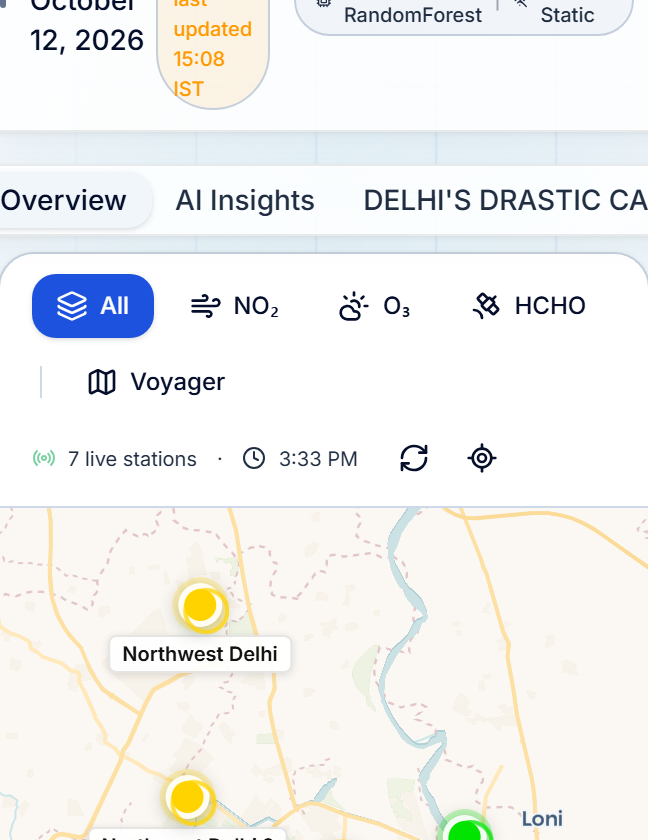 October
12, 2026
last
updated
15:08
IST
RandomForest
Static
Overview
AI Insights
DELHI'S DRASTIC CA
All
NO₂
O₃
HCHO
Voyager
7 live stations · 3:33 PM
Northwest Delhi
Loni